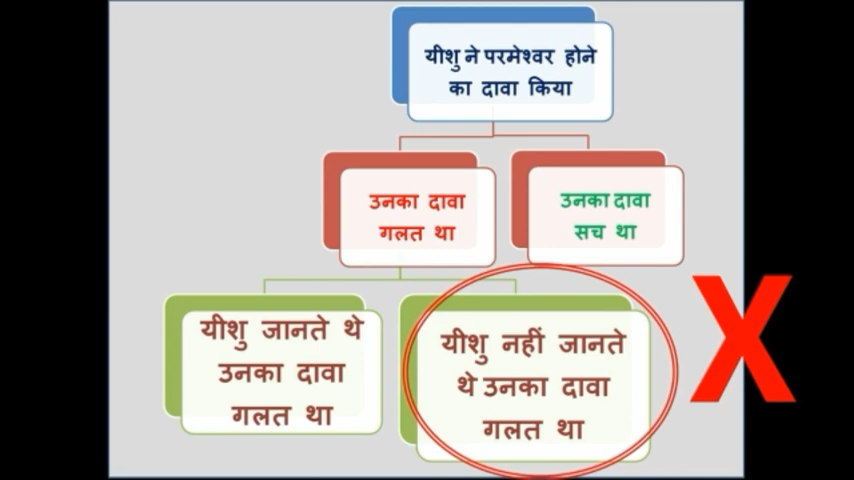 यीशु ने परमेश्वर होने
का दावा किया
उनका दावा
गलत था
उनका दावा
सच था
यीशु जानते थे
उनका दावा
गलत था
यीशु नहीं जानते
थे उनका दावा
गलत था
X